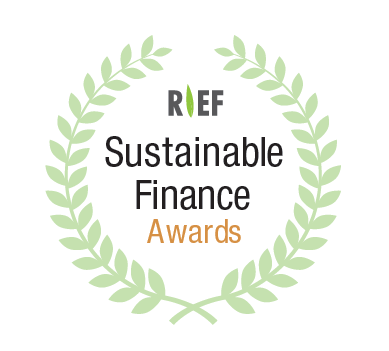 RIEF
Sustainable
Finance
Awards